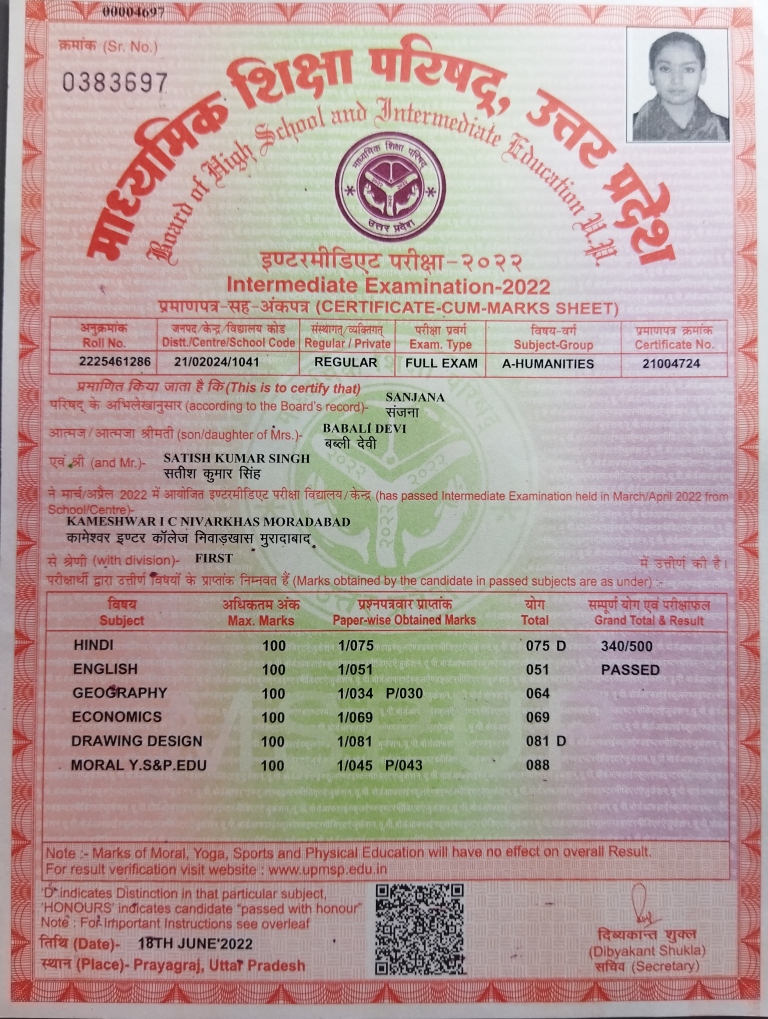 00004697
क्रमांक (Sr. No.)
0383697
माध्यमिक शिक्षा परिषद्, उत्तर प्रदेश
Board of High School and Intermediate Education U.P.
माध्यमिक शिक्षा परिषद्
उत्तर प्रदेश
इण्टरमीडिएट परीक्षा-२०२२
Intermediate Examination-2022
प्रमाणपत्र-सह-अंकपत्र (CERTIFICATE-CUM-MARKS SHEET)
अनुक्रमांक जनपद/केन्द्र/विद्यालय कोड संस्थागत/व्यक्तिगत परीक्षा प्रवर्ग विषय-वर्ग प्रमाणपत्र क्रमांक
Roll No. Distt./Centre/School Code Regular / Private Exam. Type Subject-Group Certificate No.
2225461286 21/02024/1041 REGULAR FULL EXAM A-HUMANITIES 21004724
प्रमाणित किया जाता है कि (This is to certify that)
SANJANA
परिषद् के अभिलेखानुसार (according to the Board's record)- संजना
BABALI DEVI
आत्मज/आत्मजा श्रीमती (son/daughter of Mrs.)- बब्ली देवी
SATISH KUMAR SINGH
एवं श्री (and Mr.)- सतीश कुमार सिंह
ने मार्च/अप्रैल 2022 में आयोजित इण्टरमीडिएट परीक्षा विद्यालय/केन्द्र (has passed Intermediate Examination held in March/April 2022 from
School/Centre)-
KAMESHWAR I C NIVARKHAS MORADABAD
कामेश्वर इण्टर कॉलेज निवाड़खास मुरादाबाद
से श्रेणी (with division)- FIRST में उत्तीर्ण की है।
परीक्षार्थी द्वारा उत्तीर्ण विषयों के प्राप्तांक निम्नवत हैं (Marks obtained by the candidate in passed subjects are as under) :-
विषय अधिकतम अंक प्रश्नपत्रवार प्राप्तांक योग सम्पूर्ण योग एवं परीक्षाफल
Subject Max. Marks Paper-wise Obtained Marks Total Grand Total & Result
HINDI 100 1/075 075 D 340/500
ENGLISH 100 1/051 051 PASSED
GEOGRAPHY 100 1/034 P/030 064
ECONOMICS 100 1/069 069
DRAWING DESIGN 100 1/081 081 D
MORAL Y.S&P.EDU 100 1/045 P/043 088
Note :- Marks of Moral, Yoga, Sports and Physical Education will have no effect on overall Result.
For result verification visit website : www.upmsp.edu.in
'D' indicates Distinction in that particular subject,
'HONOURS' indicates candidate "passed with honour"
Note : For Important Instructions see overleaf
तिथि (Date)- 18TH JUNE'2022
स्थान (Place)- Prayagraj, Uttar Pradesh
दिब्यकान्त शुक्ल
(Dibyakant Shukla)
सचिव (Secretary)